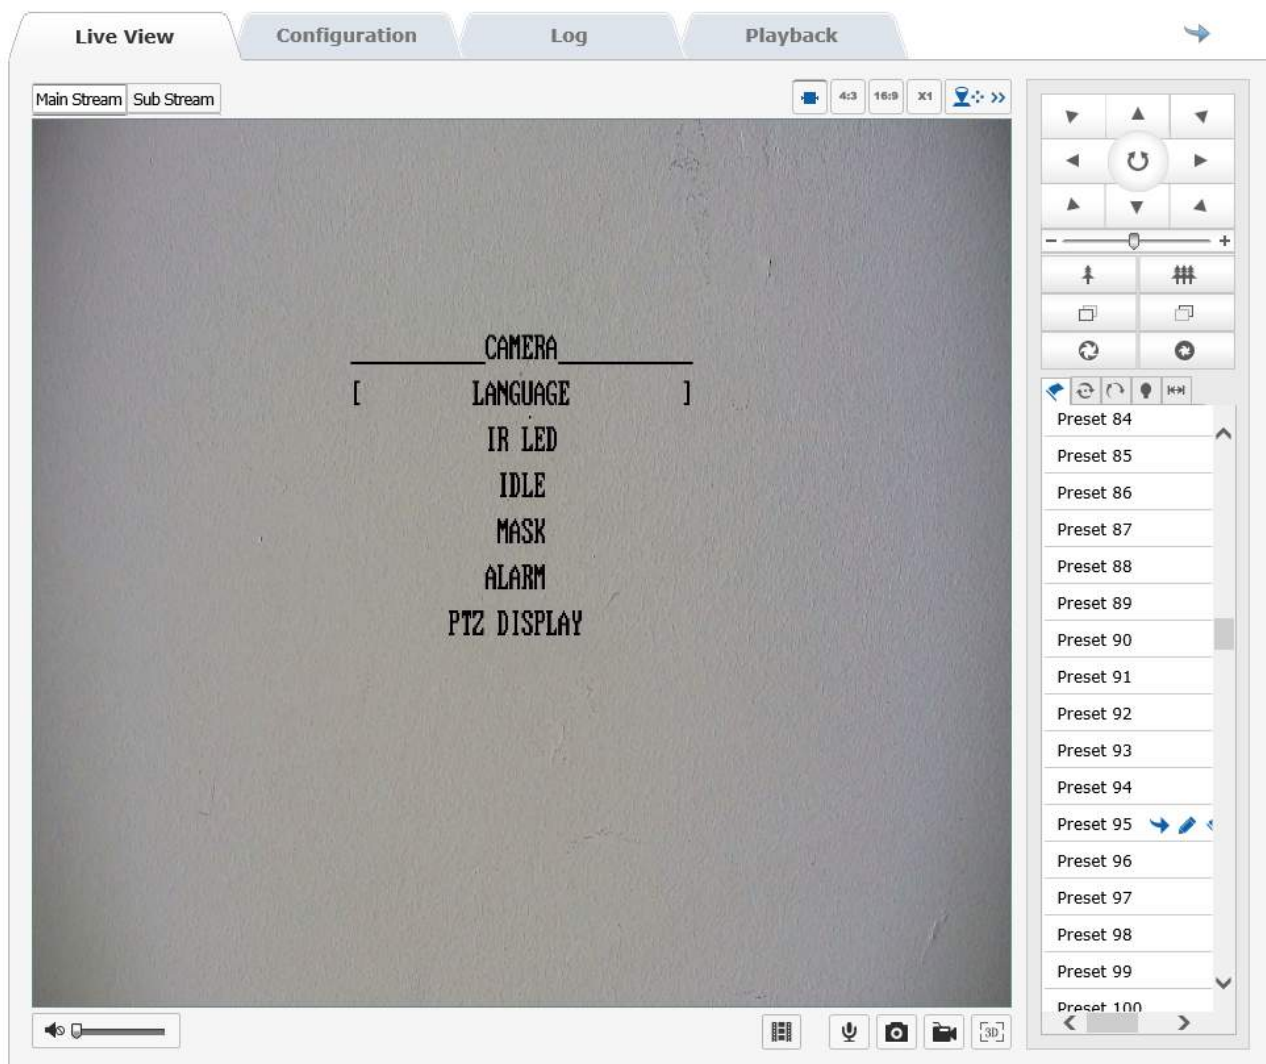 Live View
Configuration
Log
Playback
Main Stream
Sub Stream
4:3
16:9
X1
CAMERA
[ LANGUAGE ]
IR LED
IDLE
MASK
ALARM
PTZ DISPLAY
Preset 84
Preset 85
Preset 86
Preset 87
Preset 88
Preset 89
Preset 90
Preset 91
Preset 92
Preset 93
Preset 94
Preset 95
Preset 96
Preset 97
Preset 98
Preset 99
Preset 100
3D